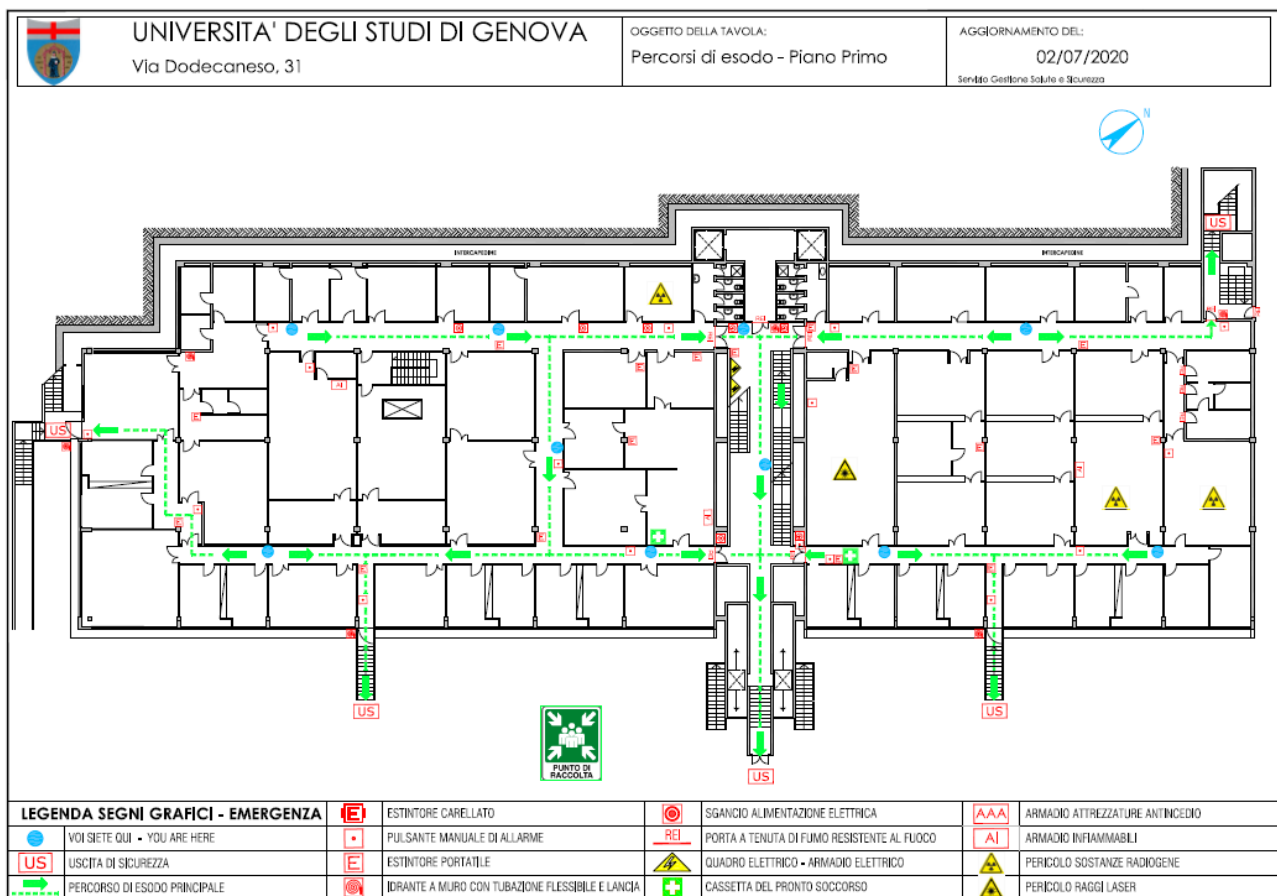 UNIVERSITA' DEGLI STUDI DI GENOVA
Via Dodecaneso, 31
OGGETTO DELLA TAVOLA:
Percorsi di esodo - Piano Primo
AGGIORNAMENTO DEL:
02/07/2020
Servizio Gestione Salute e Sicurezza
N
US
INTERCAPEDINE
INTERCAPEDINE
AI
US
AI
AI
US
US
US
PUNTO DI
RACCOLTA
LEGENDA SEGNI GRAFICI - EMERGENZA
E ESTINTORE CARELLATO
SGANCIO ALIMENTAZIONE ELETTRICA
AAA ARMADIO ATTREZZATURE ANTINCEDIO
VOI SIETE QUI - YOU ARE HERE
PULSANTE MANUALE DI ALLARME
REI PORTA A TENUTA DI FUMO RESISTENTE AL FUOCO
AI ARMADIO INFIAMMABILI
US USCITA DI SICUREZZA
E ESTINTORE PORTATILE
QUADRO ELETTRICO - ARMADIO ELETTRICO
PERICOLO SOSTANZE RADIOGENE
PERCORSO DI ESODO PRINCIPALE
IDRANTE A MURO CON TUBAZIONE FLESSIBILE E LANCIA
CASSETTA DEL PRONTO SOCCORSO
PERICOLO RAGGI LASER